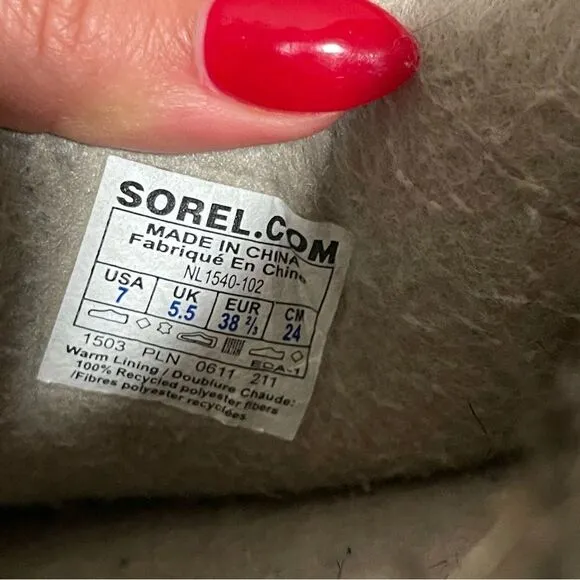 SOREL.COM
MADE IN CHINA
Fabriqué En Chine
NL1540-102
USA UK EUR CM
7 5.5 38 2/3 24
1503 PLN 0611 211 ECA-1
Warm Lining / Doublure Chaude:
100% Recycled polyester fibers
/Fibres polyester recyclées